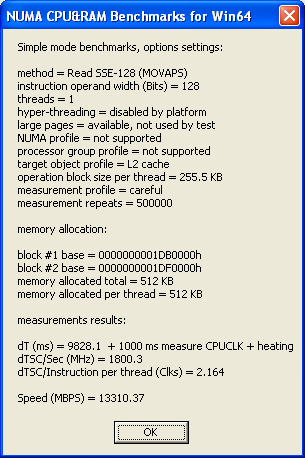 NUMA CPU&RAM Benchmarks for Win64
Simple mode benchmarks, options settings:
method = Read SSE-128 (MOVAPS)
instruction operand width (Bits) = 128
threads = 1
hyper-threading = disabled by platform
large pages = available, not used by test
NUMA profile = not supported
processor group profile = not supported
target object profile = L2 cache
operation block size per thread = 255.5 KB
measurement profile = careful
measurement repeats = 500000
memory allocation:
block #1 base = 0000000001DB0000h
block #2 base = 0000000001DF0000h
memory allocated total = 512 KB
memory allocated per thread = 512 KB
measurements results:
dT (ms) = 9828.1  + 1000 ms measure CPUCLK + heating
dTSC/Sec (MHz) = 1800.3
dTSC/Instruction per thread (Clks) = 2.164
Speed (MBPS) = 13310.37
OK